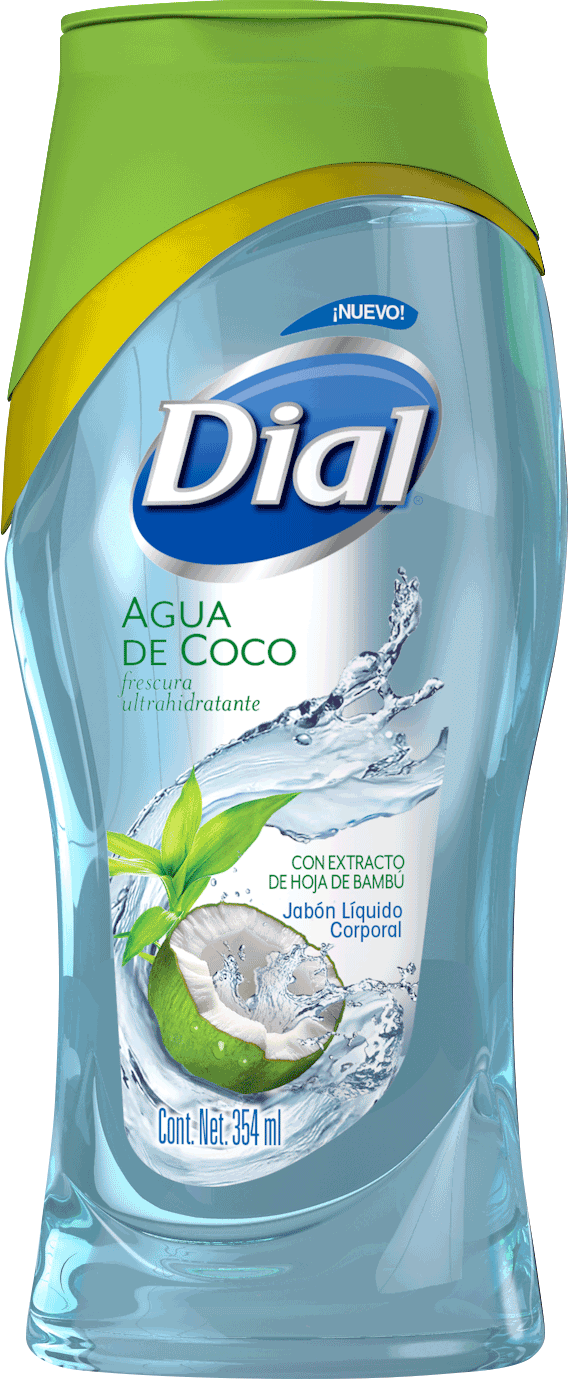 ¡NUEVO!
Dial®
AGUA
DE COCO
frescura
ultrahidratante
CON EXTRACTO
DE HOJA DE BAMBÚ
Jabón Líquido
Corporal
Cont. Net. 354 ml